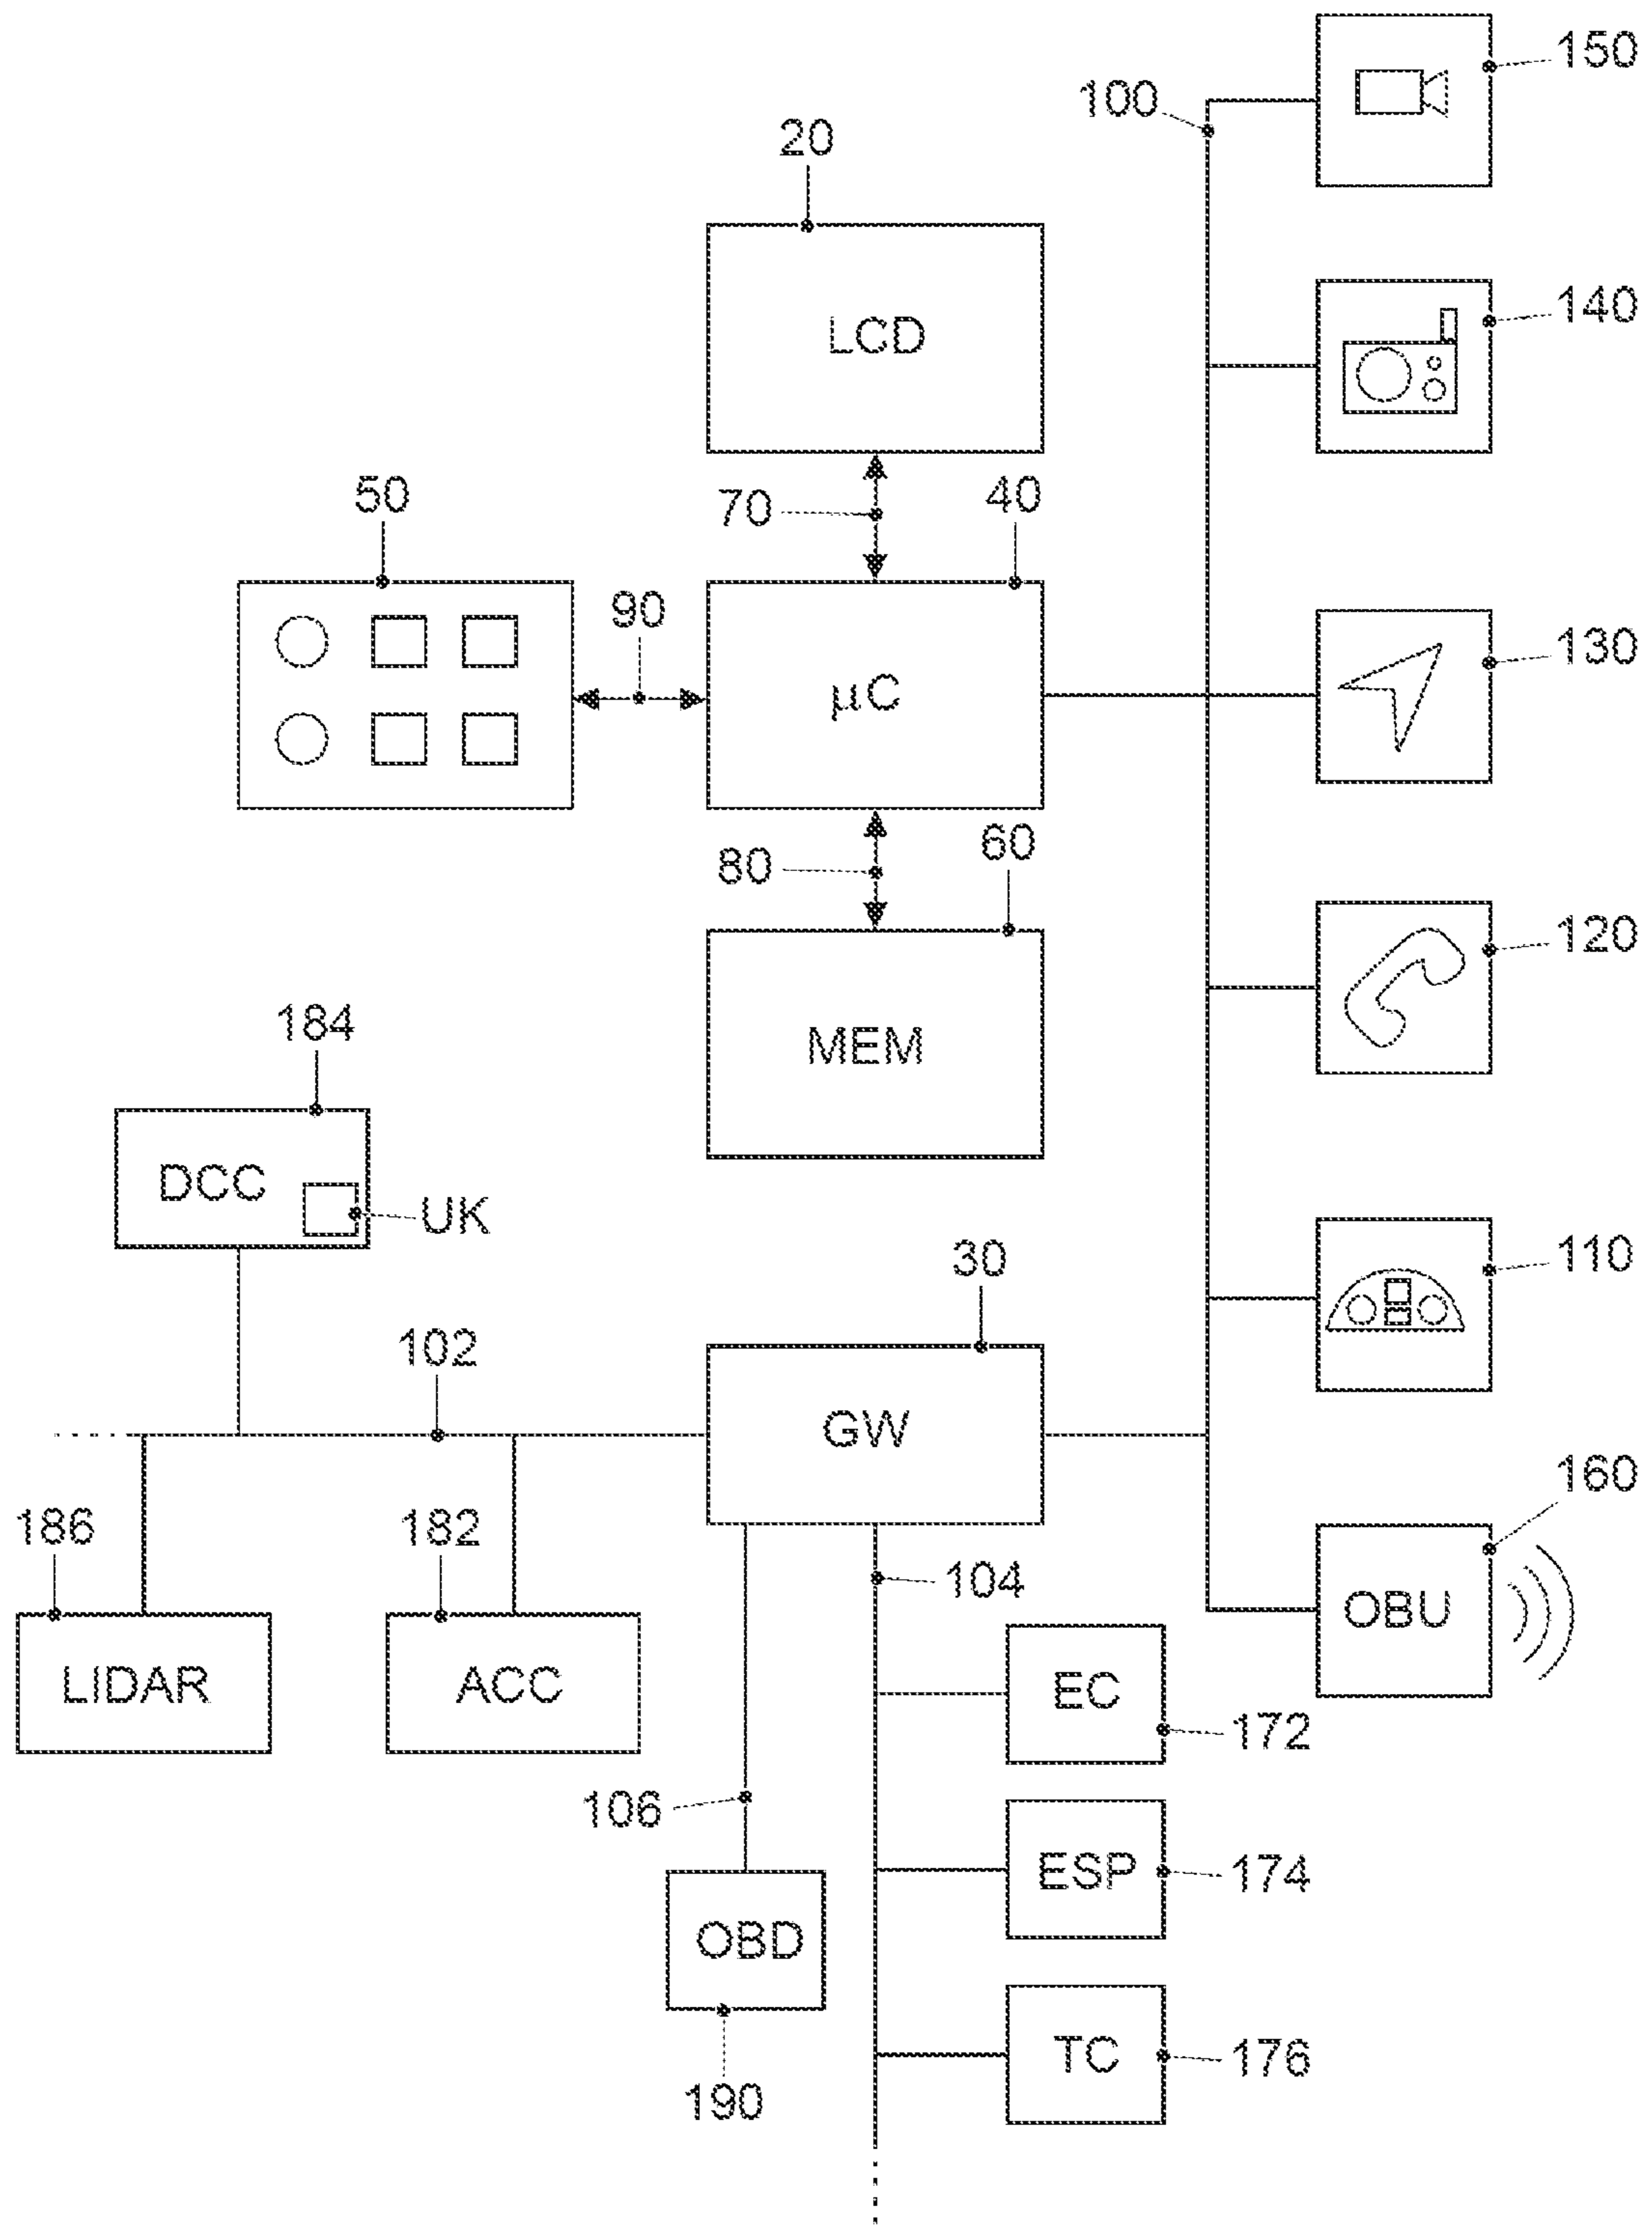 150
100
20
140
LCD
50
70
40
90
130
μC
80
60
120
184
MEM
DCC
UK
110
30
102
GW
160
186
182
104
OBU
EC
LIDAR
ACC
172
106
ESP
174
OBD
TC
176
190